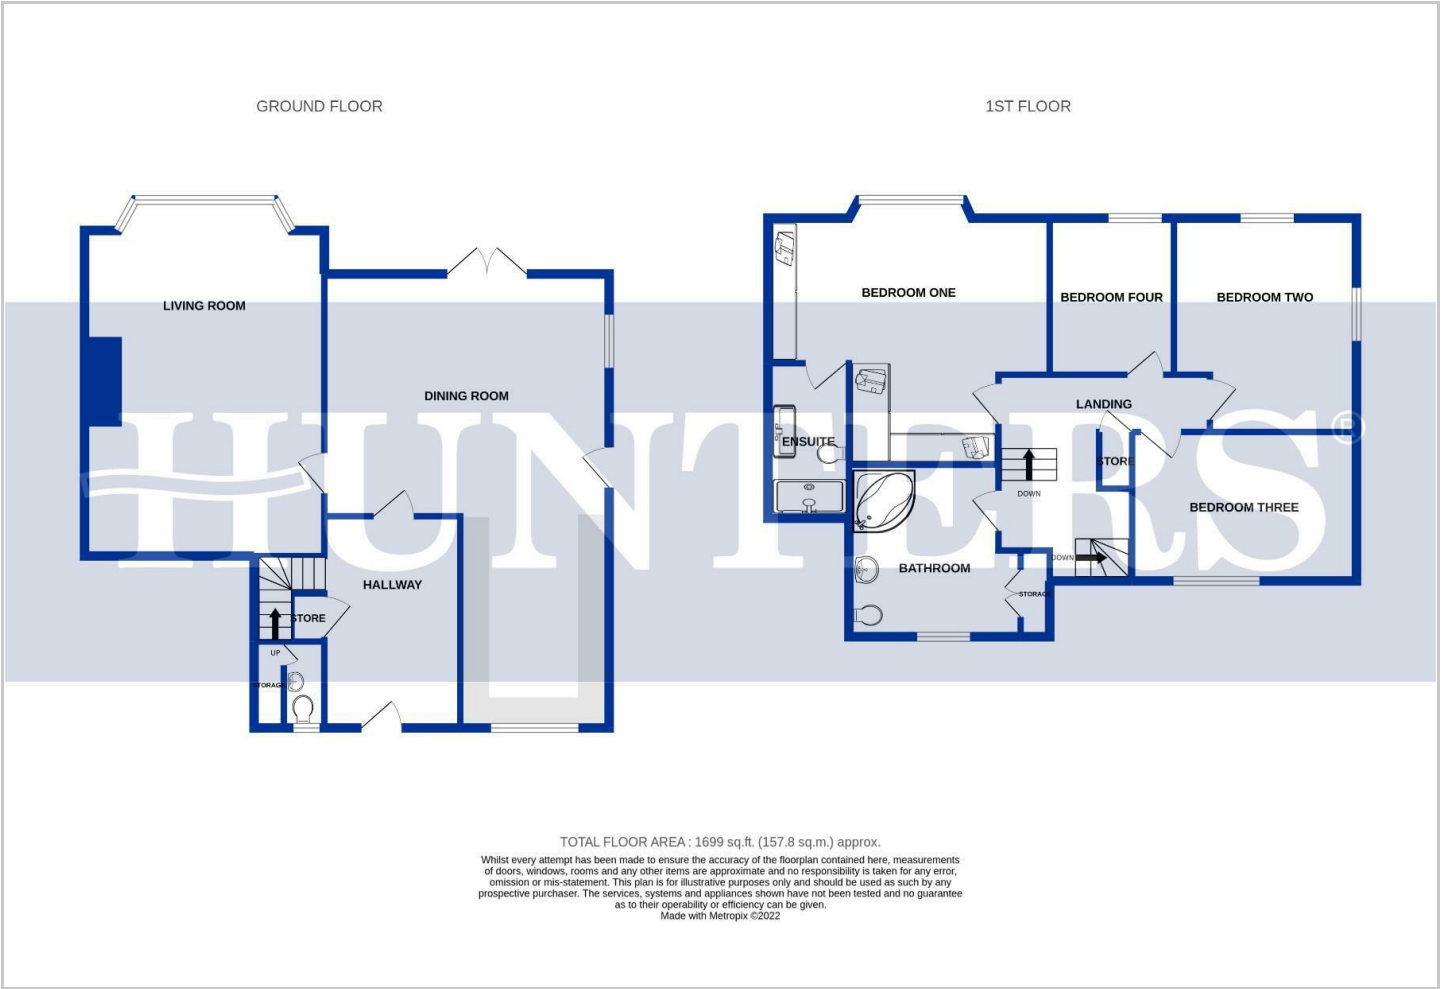 GROUND FLOOR
1ST FLOOR
LIVING ROOM
DINING ROOM
HALLWAY
STORE
UP
STORAGE
BEDROOM ONE
BEDROOM FOUR
BEDROOM TWO
LANDING
ENSUITE
STORE
DOWN
BEDROOM THREE
DOWN
BATHROOM
STORAGE
HUNTERS®
TOTAL FLOOR AREA : 1699 sq.ft. (157.8 sq.m.) approx.
Whilst every attempt has been made to ensure the accuracy of the floorplan contained here, measurements
of doors, windows, rooms and any other items are approximate and no responsibility is taken for any error,
omission or mis-statement. This plan is for illustrative purposes only and should be used as such by any
prospective purchaser. The services, systems and appliances shown have not been tested and no guarantee
as to their operability or efficiency can be given.
Made with Metropix ©2022